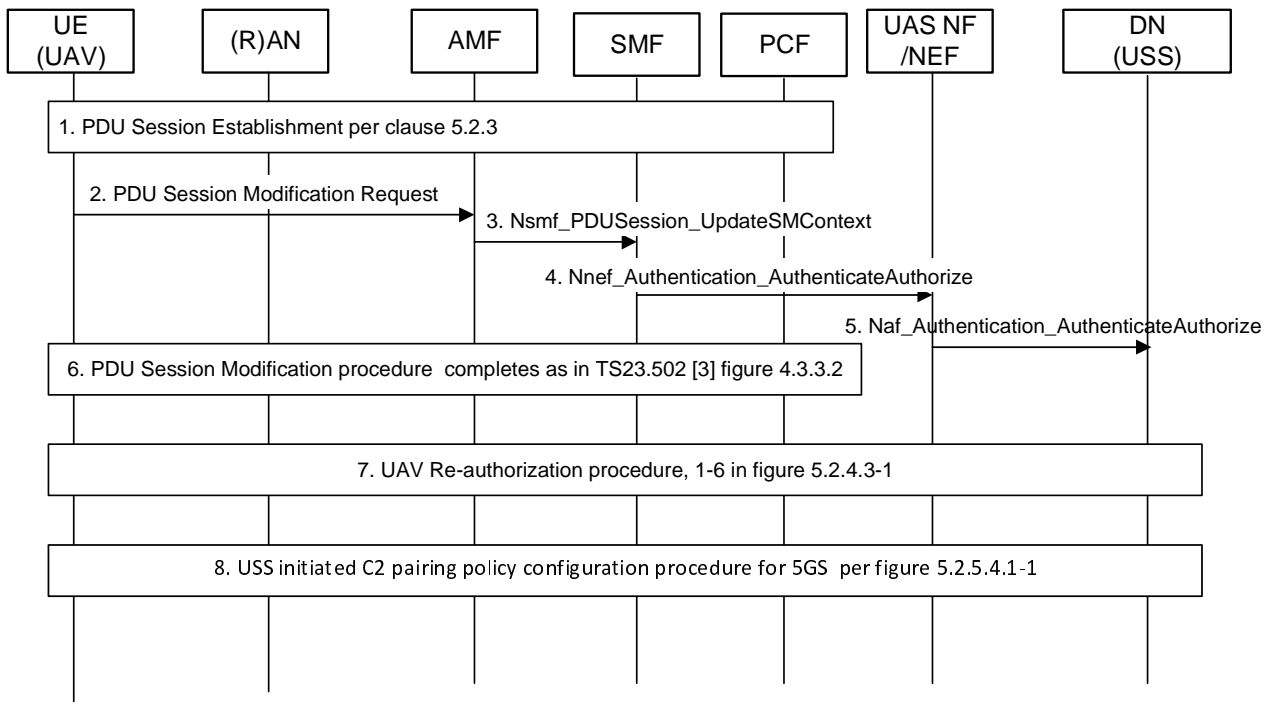 UE
(UAV)
(R)AN
AMF
SMF
PCF
UAS NF
/NEF
DN
(USS)
1. PDU Session Establishment per clause 5.2.3
2. PDU Session Modification Request
3. Nsmf_PDUSession_UpdateSMContext
4. Nnef_Authentication_AuthenticateAuthorize
5. Naf_Authentication_AuthenticateAuthorize
6. PDU Session Modification procedure completes as in TS23.502 [3] figure 4.3.3.2
7. UAV Re-authorization procedure, 1-6 in figure 5.2.4.3-1
8. USS initiated C2 pairing policy configuration procedure for 5GS per figure 5.2.5.4.1-1